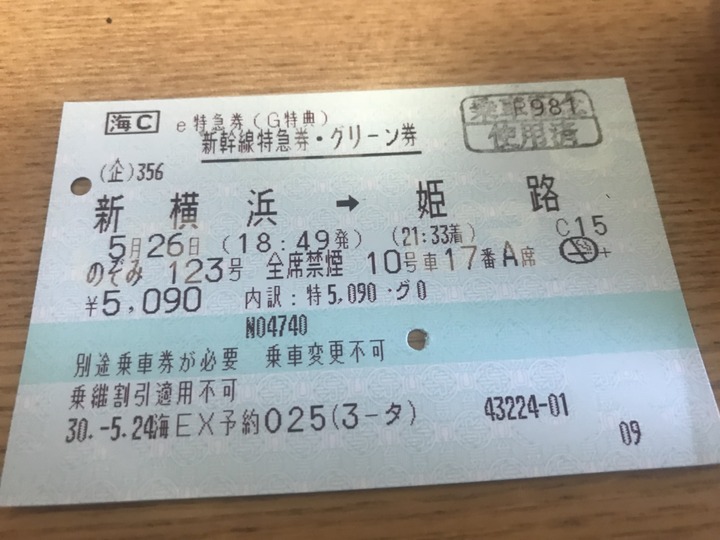 海C e特急券(G特典)
新幹線特急券・グリーン券
R981
使用済
(企)356
新横浜 → 姫路
5月26日 (18:49発) (21:33着) C15
のぞみ 123号 全席禁煙 10号車17番A席
¥5,090 内訳:特5,090・グ0
N04740
別途乗車券が必要 乗車変更不可
乗継割引適用不可
30.-5.24海EX予約025(3-タ) 43224-01
09